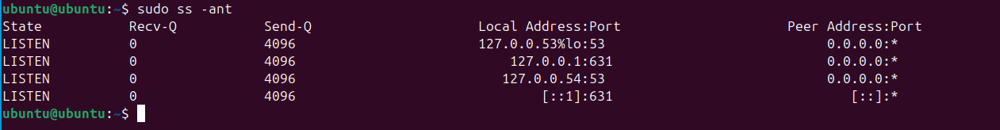 ubuntu@ubuntu:~$ sudo ss -ant
State Recv-Q Send-Q Local Address:Port Peer Address:Port
LISTEN 0 4096 127.0.0.53%lo:53 0.0.0.0:*
LISTEN 0 4096 127.0.0.1:631 0.0.0.0:*
LISTEN 0 4096 127.0.0.54:53 0.0.0.0:*
LISTEN 0 4096 [::1]:631 [::]:*
ubuntu@ubuntu:~$